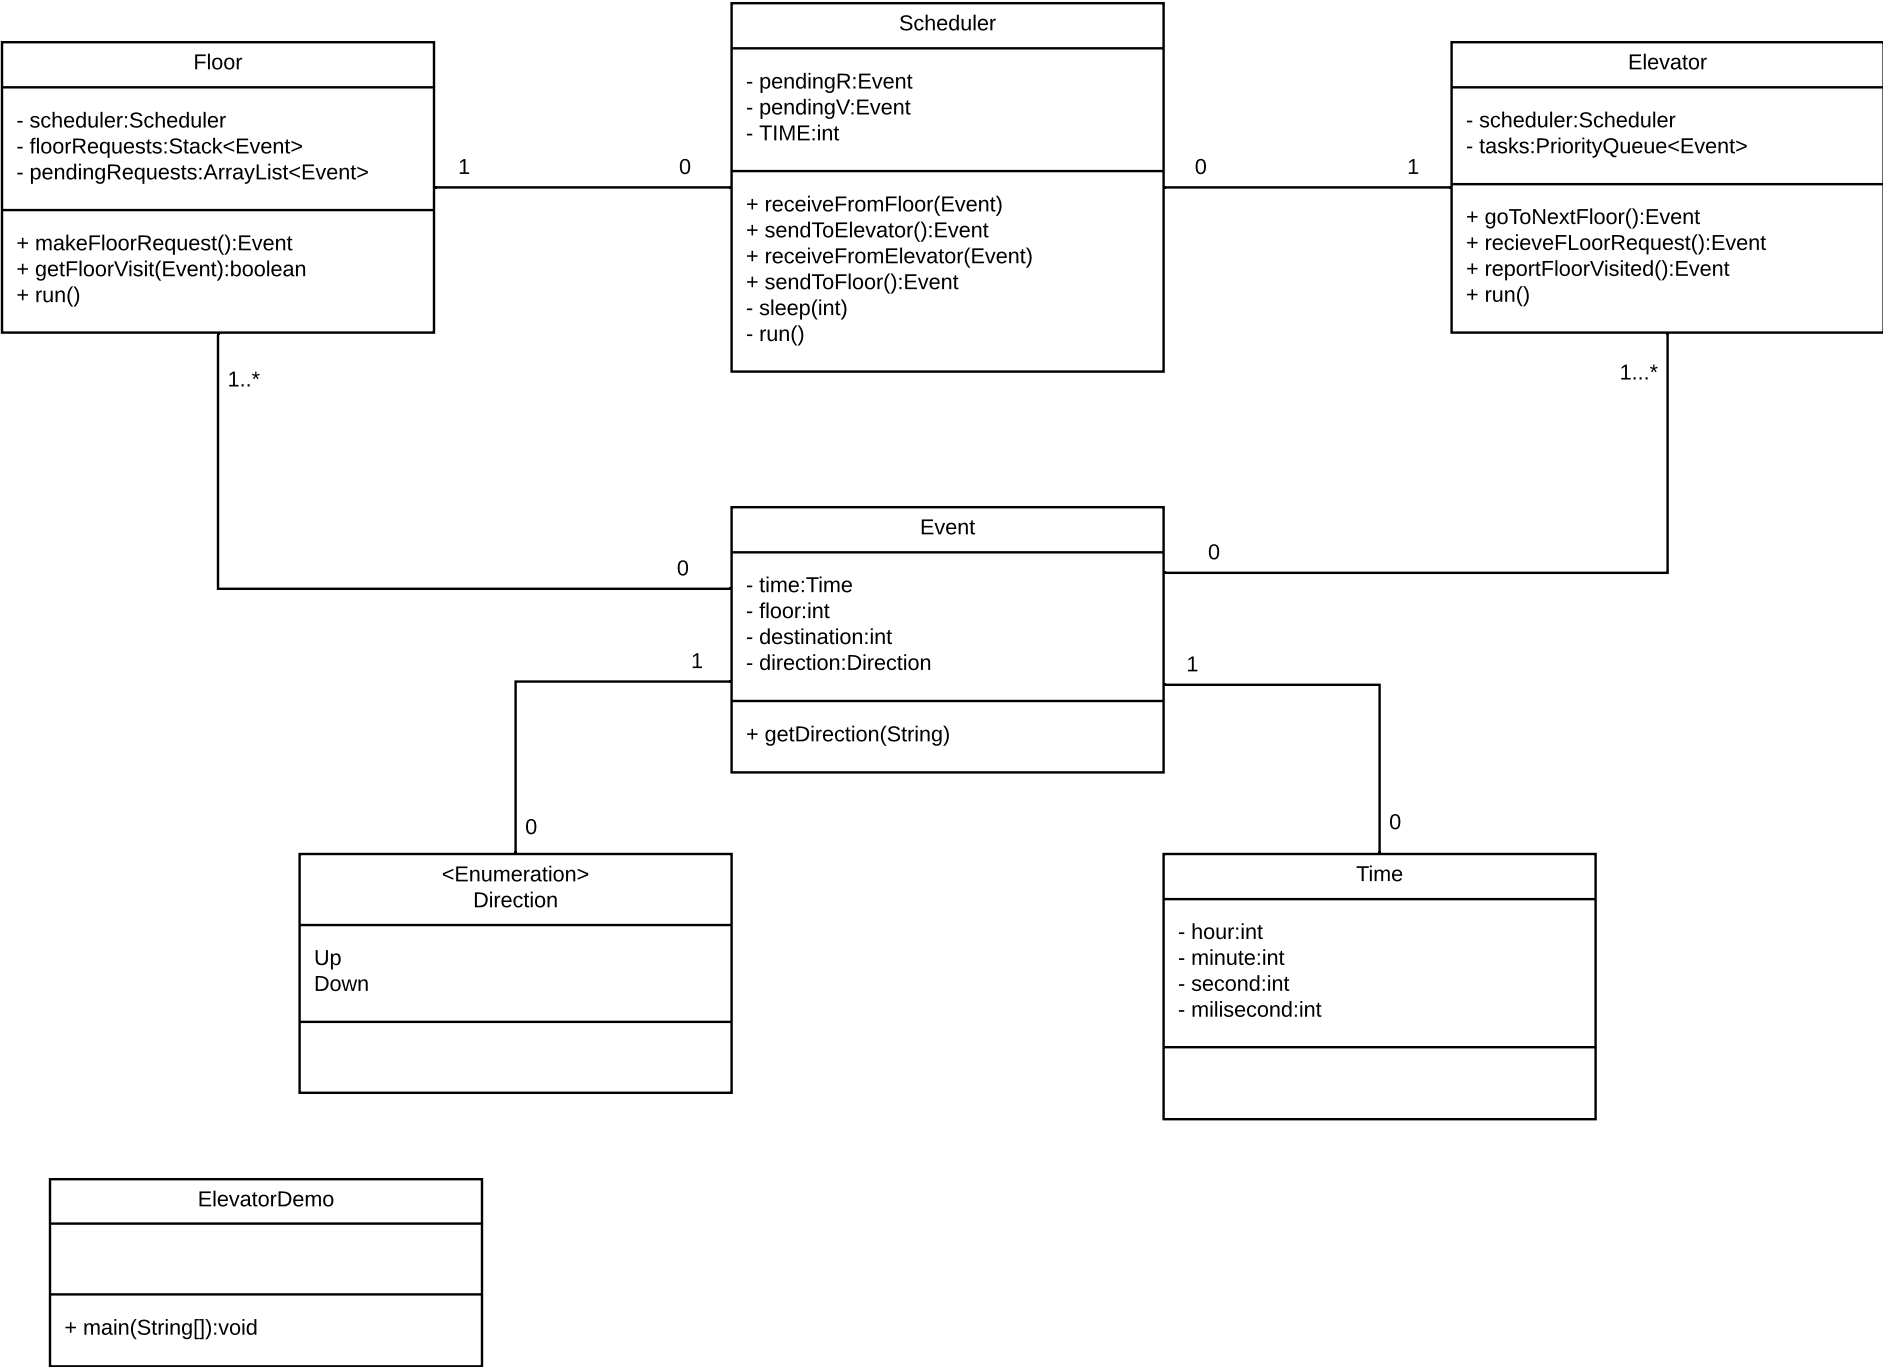 Floor
- scheduler:Scheduler
- floorRequests:Stack<Event>
- pendingRequests:ArrayList<Event>
+ makeFloorRequest():Event
+ getFloorVisit(Event):boolean
+ run()
1
0
Scheduler
- pendingR:Event
- pendingV:Event
- TIME:int
+ receiveFromFloor(Event)
+ sendToElevator():Event
+ receiveFromElevator(Event)
+ sendToFloor():Event
- sleep(int)
- run()
0
1
Elevator
- scheduler:Scheduler
- tasks:PriorityQueue<Event>
+ goToNextFloor():Event
+ recieveFLoorRequest():Event
+ reportFloorVisited():Event
+ run()
1..*
1...*
0
0
Event
- time:Time
- floor:int
- destination:int
- direction:Direction
+ getDirection(String)
1
1
0
0
<Enumeration>
Direction
Up
Down
Time
- hour:int
- minute:int
- second:int
- milisecond:int
ElevatorDemo
+ main(String[]):void